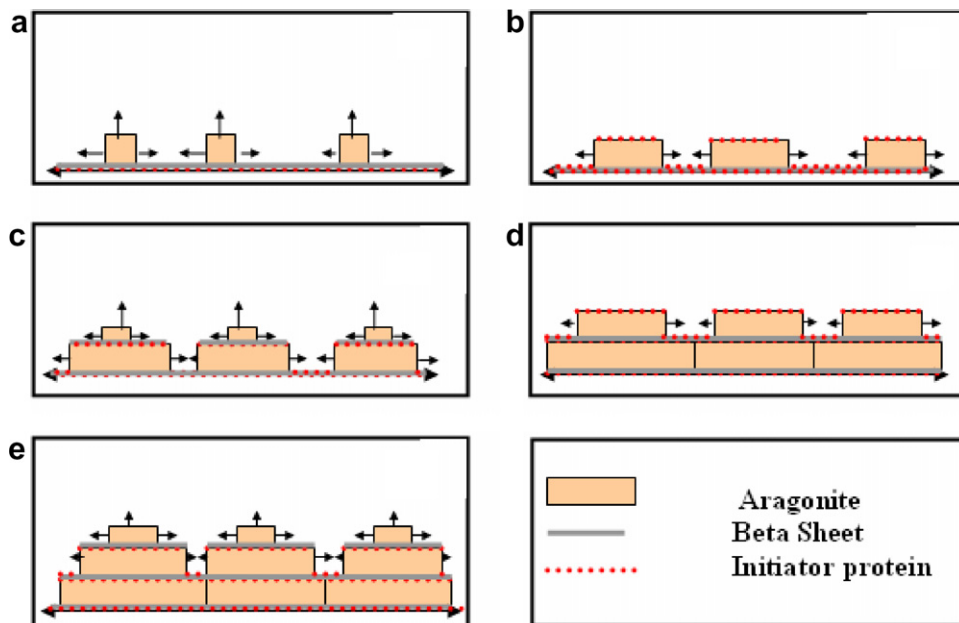 a
b
c
d
e
Aragonite
Beta Sheet
Initiator protein